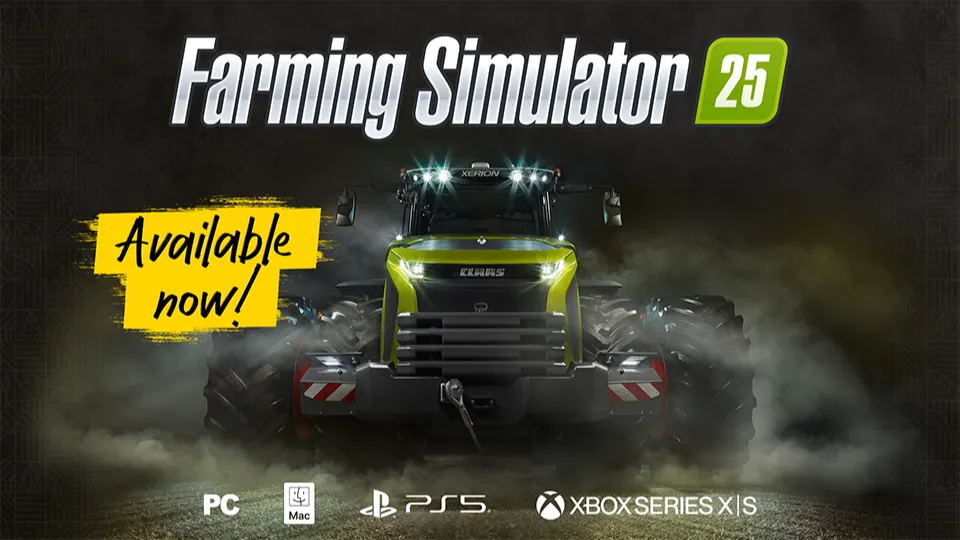 Farming Simulator 25
XERION
Available
now!
CLAAS
PC
Mac
PS5
XBOX SERIES X|S